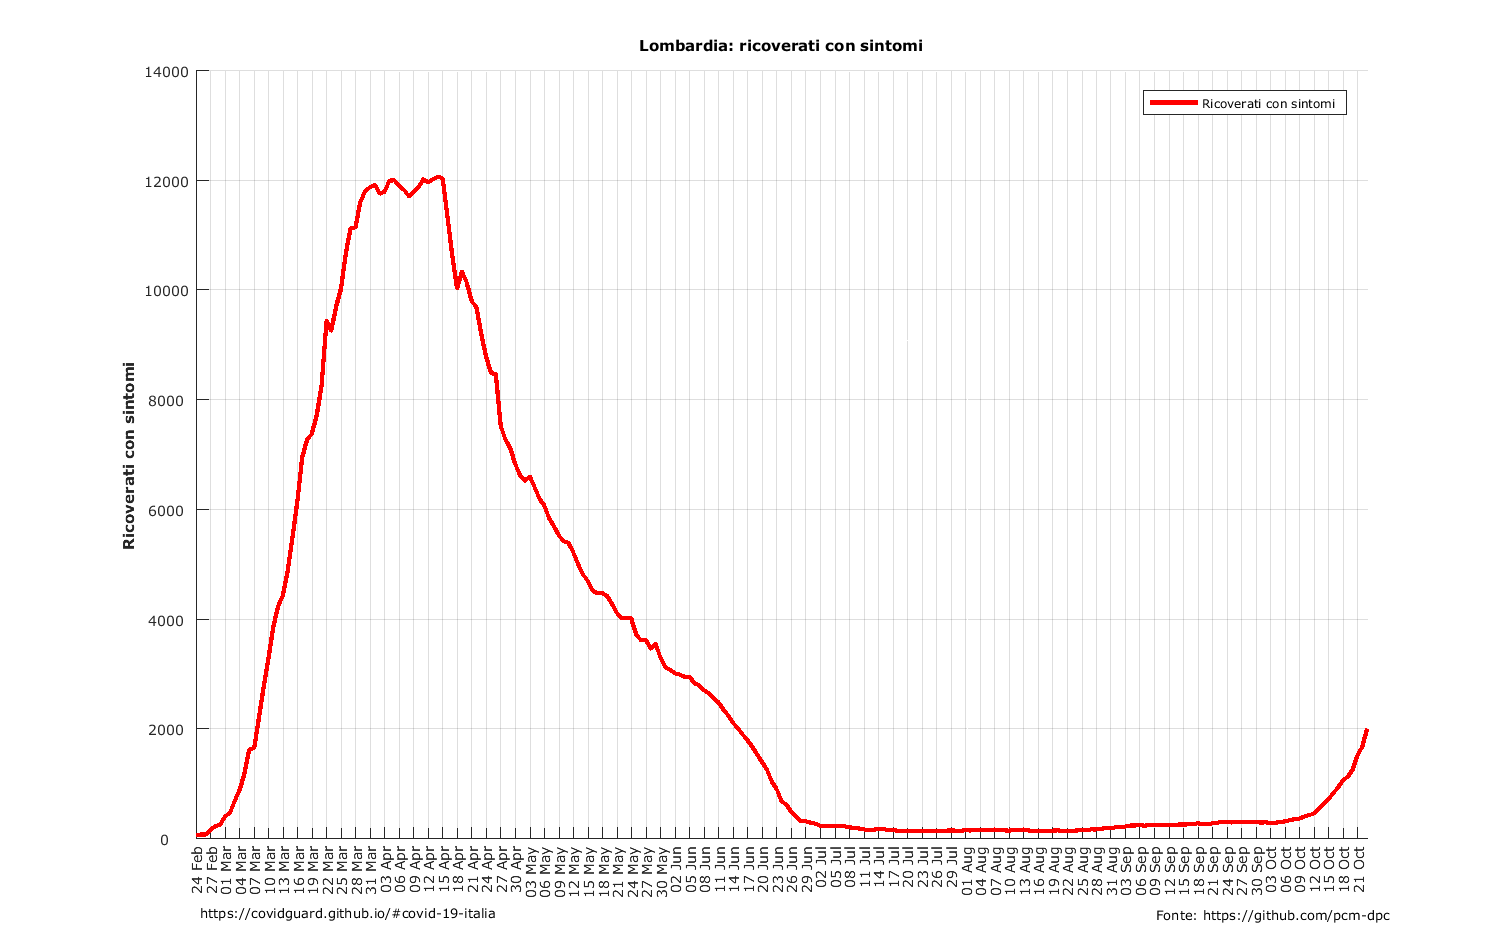 Lombardia: ricoverati con sintomi
Ricoverati con sintomi
Ricoverati con sintomi
14000
12000
10000
8000
6000
4000
2000
0
24 Feb
27 Feb
01 Mar
04 Mar
07 Mar
10 Mar
13 Mar
16 Mar
19 Mar
22 Mar
25 Mar
28 Mar
31 Mar
03 Apr
06 Apr
09 Apr
12 Apr
15 Apr
18 Apr
21 Apr
24 Apr
27 Apr
30 Apr
03 May
06 May
09 May
12 May
15 May
18 May
21 May
24 May
27 May
30 May
02 Jun
05 Jun
08 Jun
11 Jun
14 Jun
17 Jun
20 Jun
23 Jun
26 Jun
29 Jun
02 Jul
05 Jul
08 Jul
11 Jul
14 Jul
17 Jul
20 Jul
23 Jul
26 Jul
29 Jul
01 Aug
04 Aug
07 Aug
10 Aug
13 Aug
16 Aug
19 Aug
22 Aug
25 Aug
28 Aug
31 Aug
03 Sep
06 Sep
09 Sep
12 Sep
15 Sep
18 Sep
21 Sep
24 Sep
27 Sep
30 Sep
03 Oct
06 Oct
09 Oct
12 Oct
15 Oct
18 Oct
21 Oct
https://covidguard.github.io/#covid-19-italia
Fonte: https://github.com/pcm-dpc